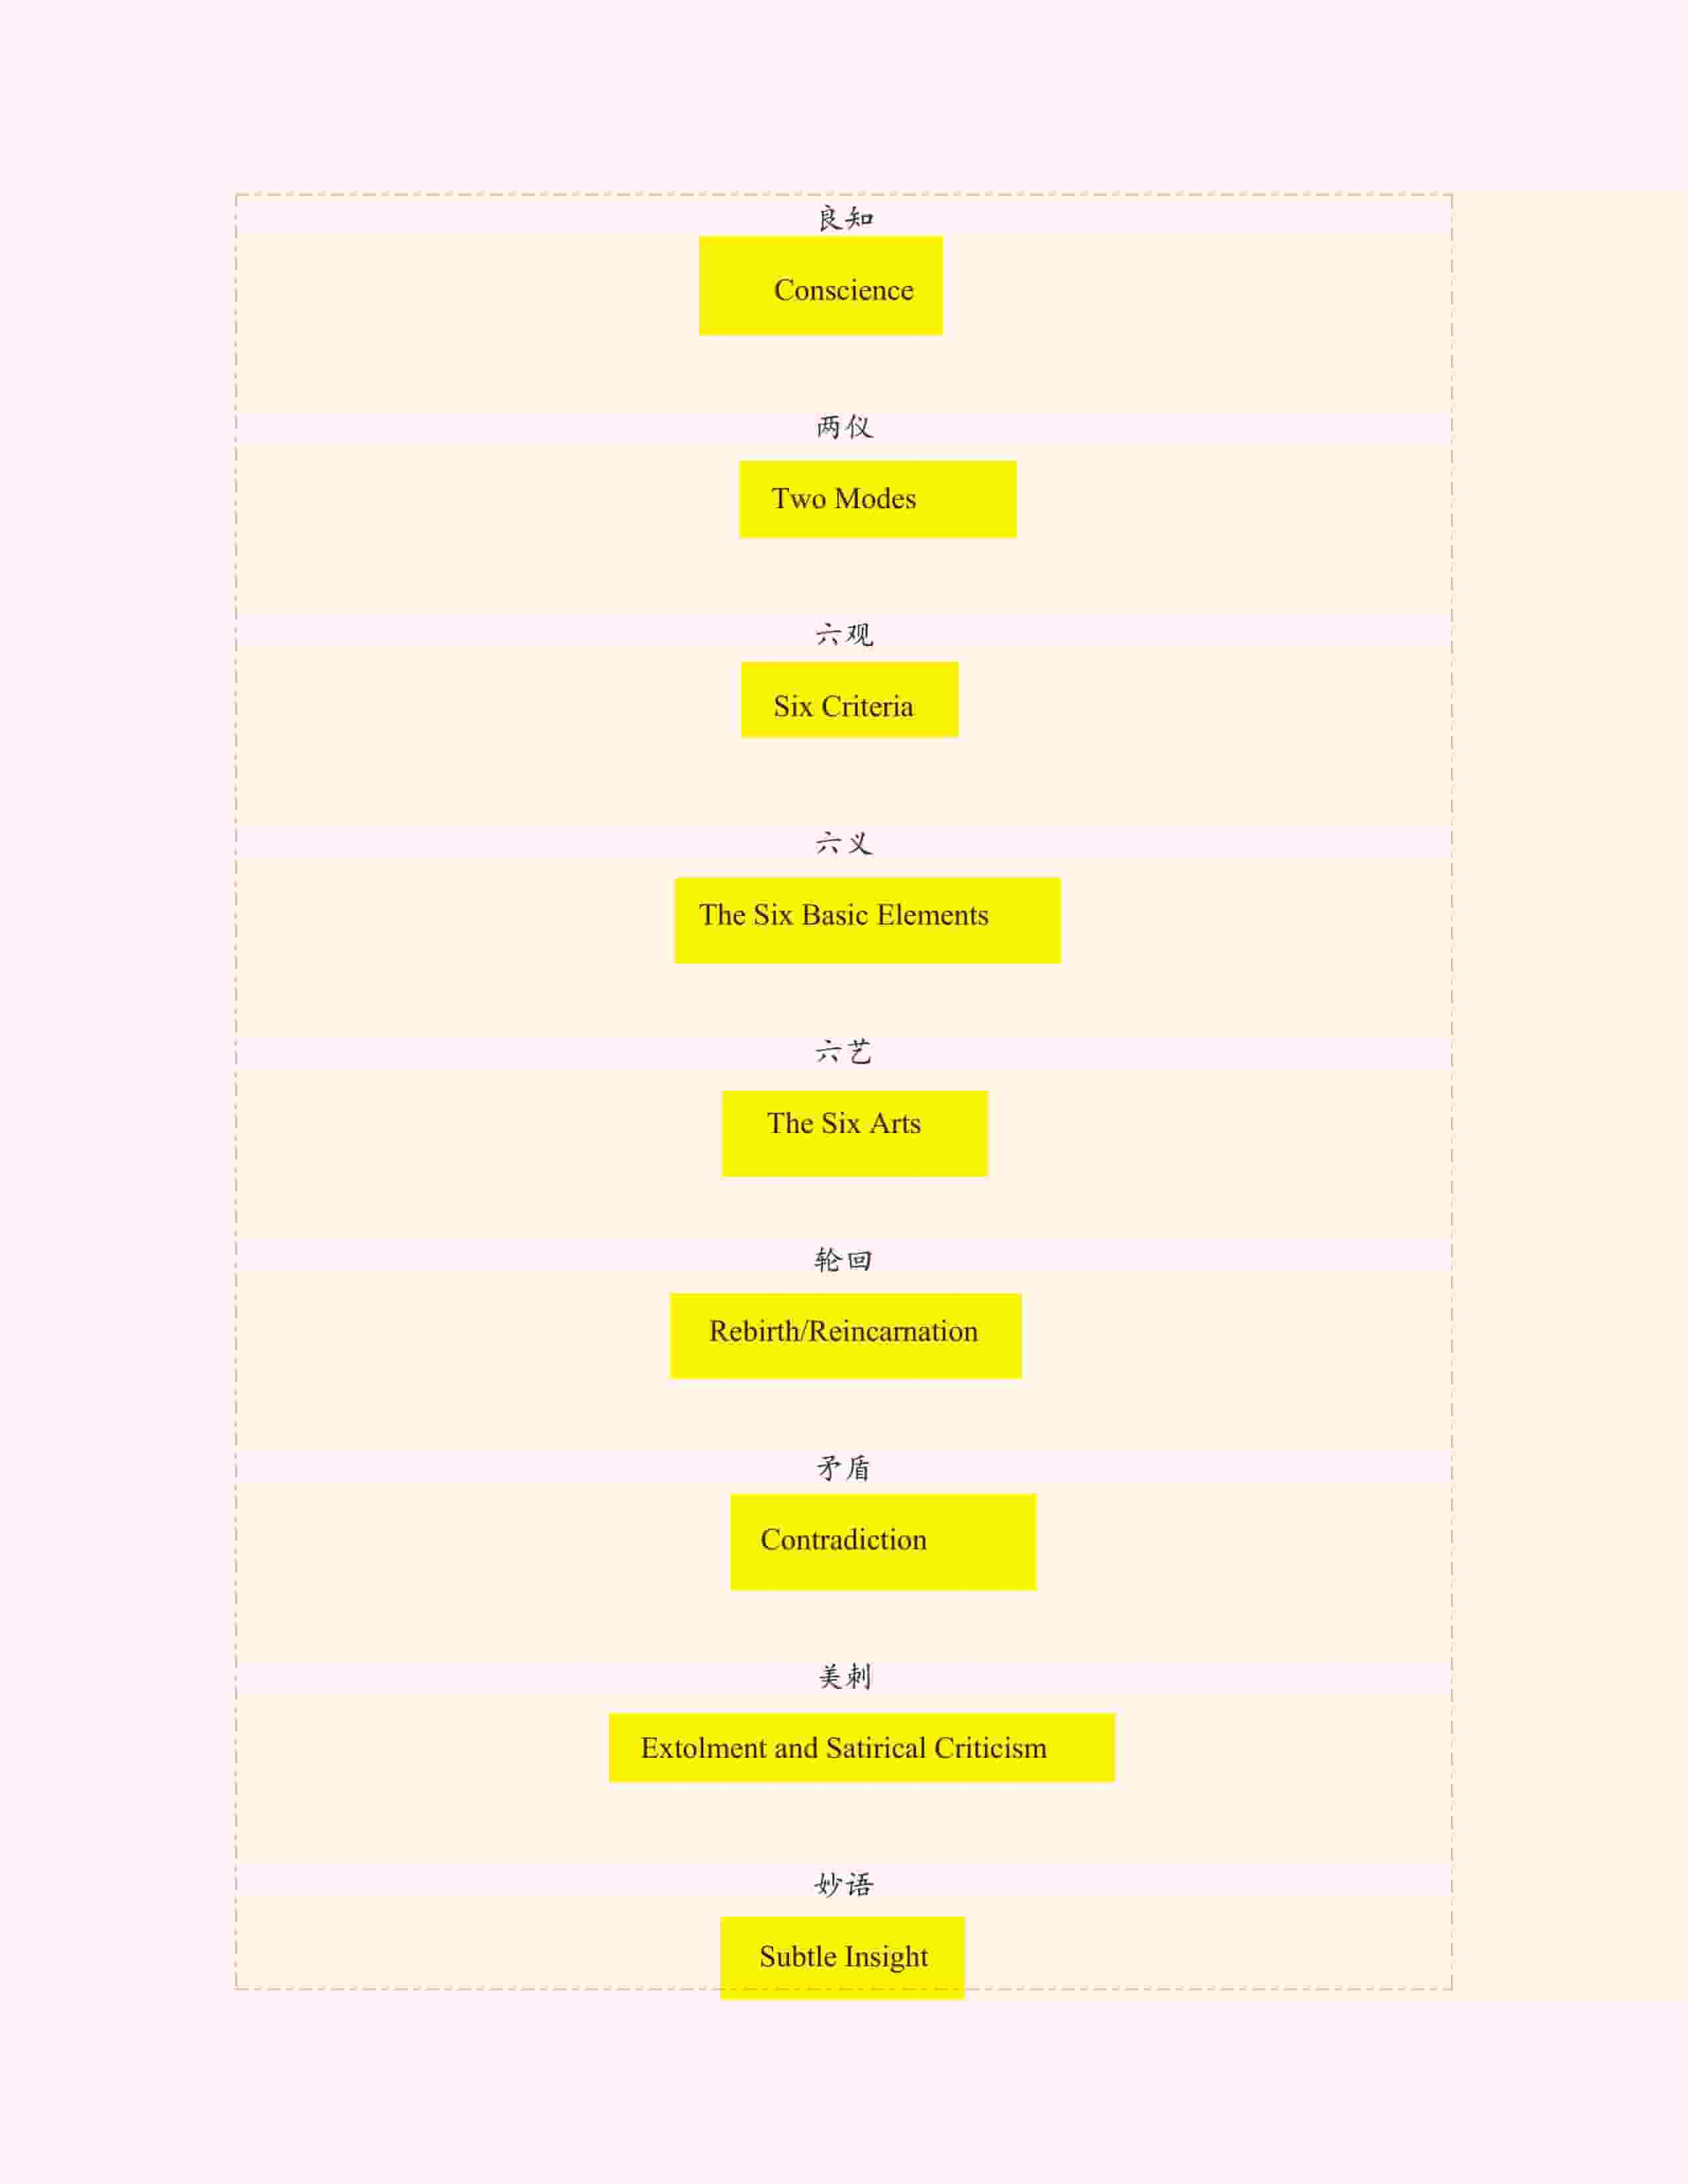 良知
Conscience
两仪
Two Modes
六观
Six Criteria
六义
The Six Basic Elements
六艺
The Six Arts
轮回
Rebirth/Reincarnation
矛盾
Contradiction
美刺
Extolment and Satirical Criticism
妙语
Subtle Insight